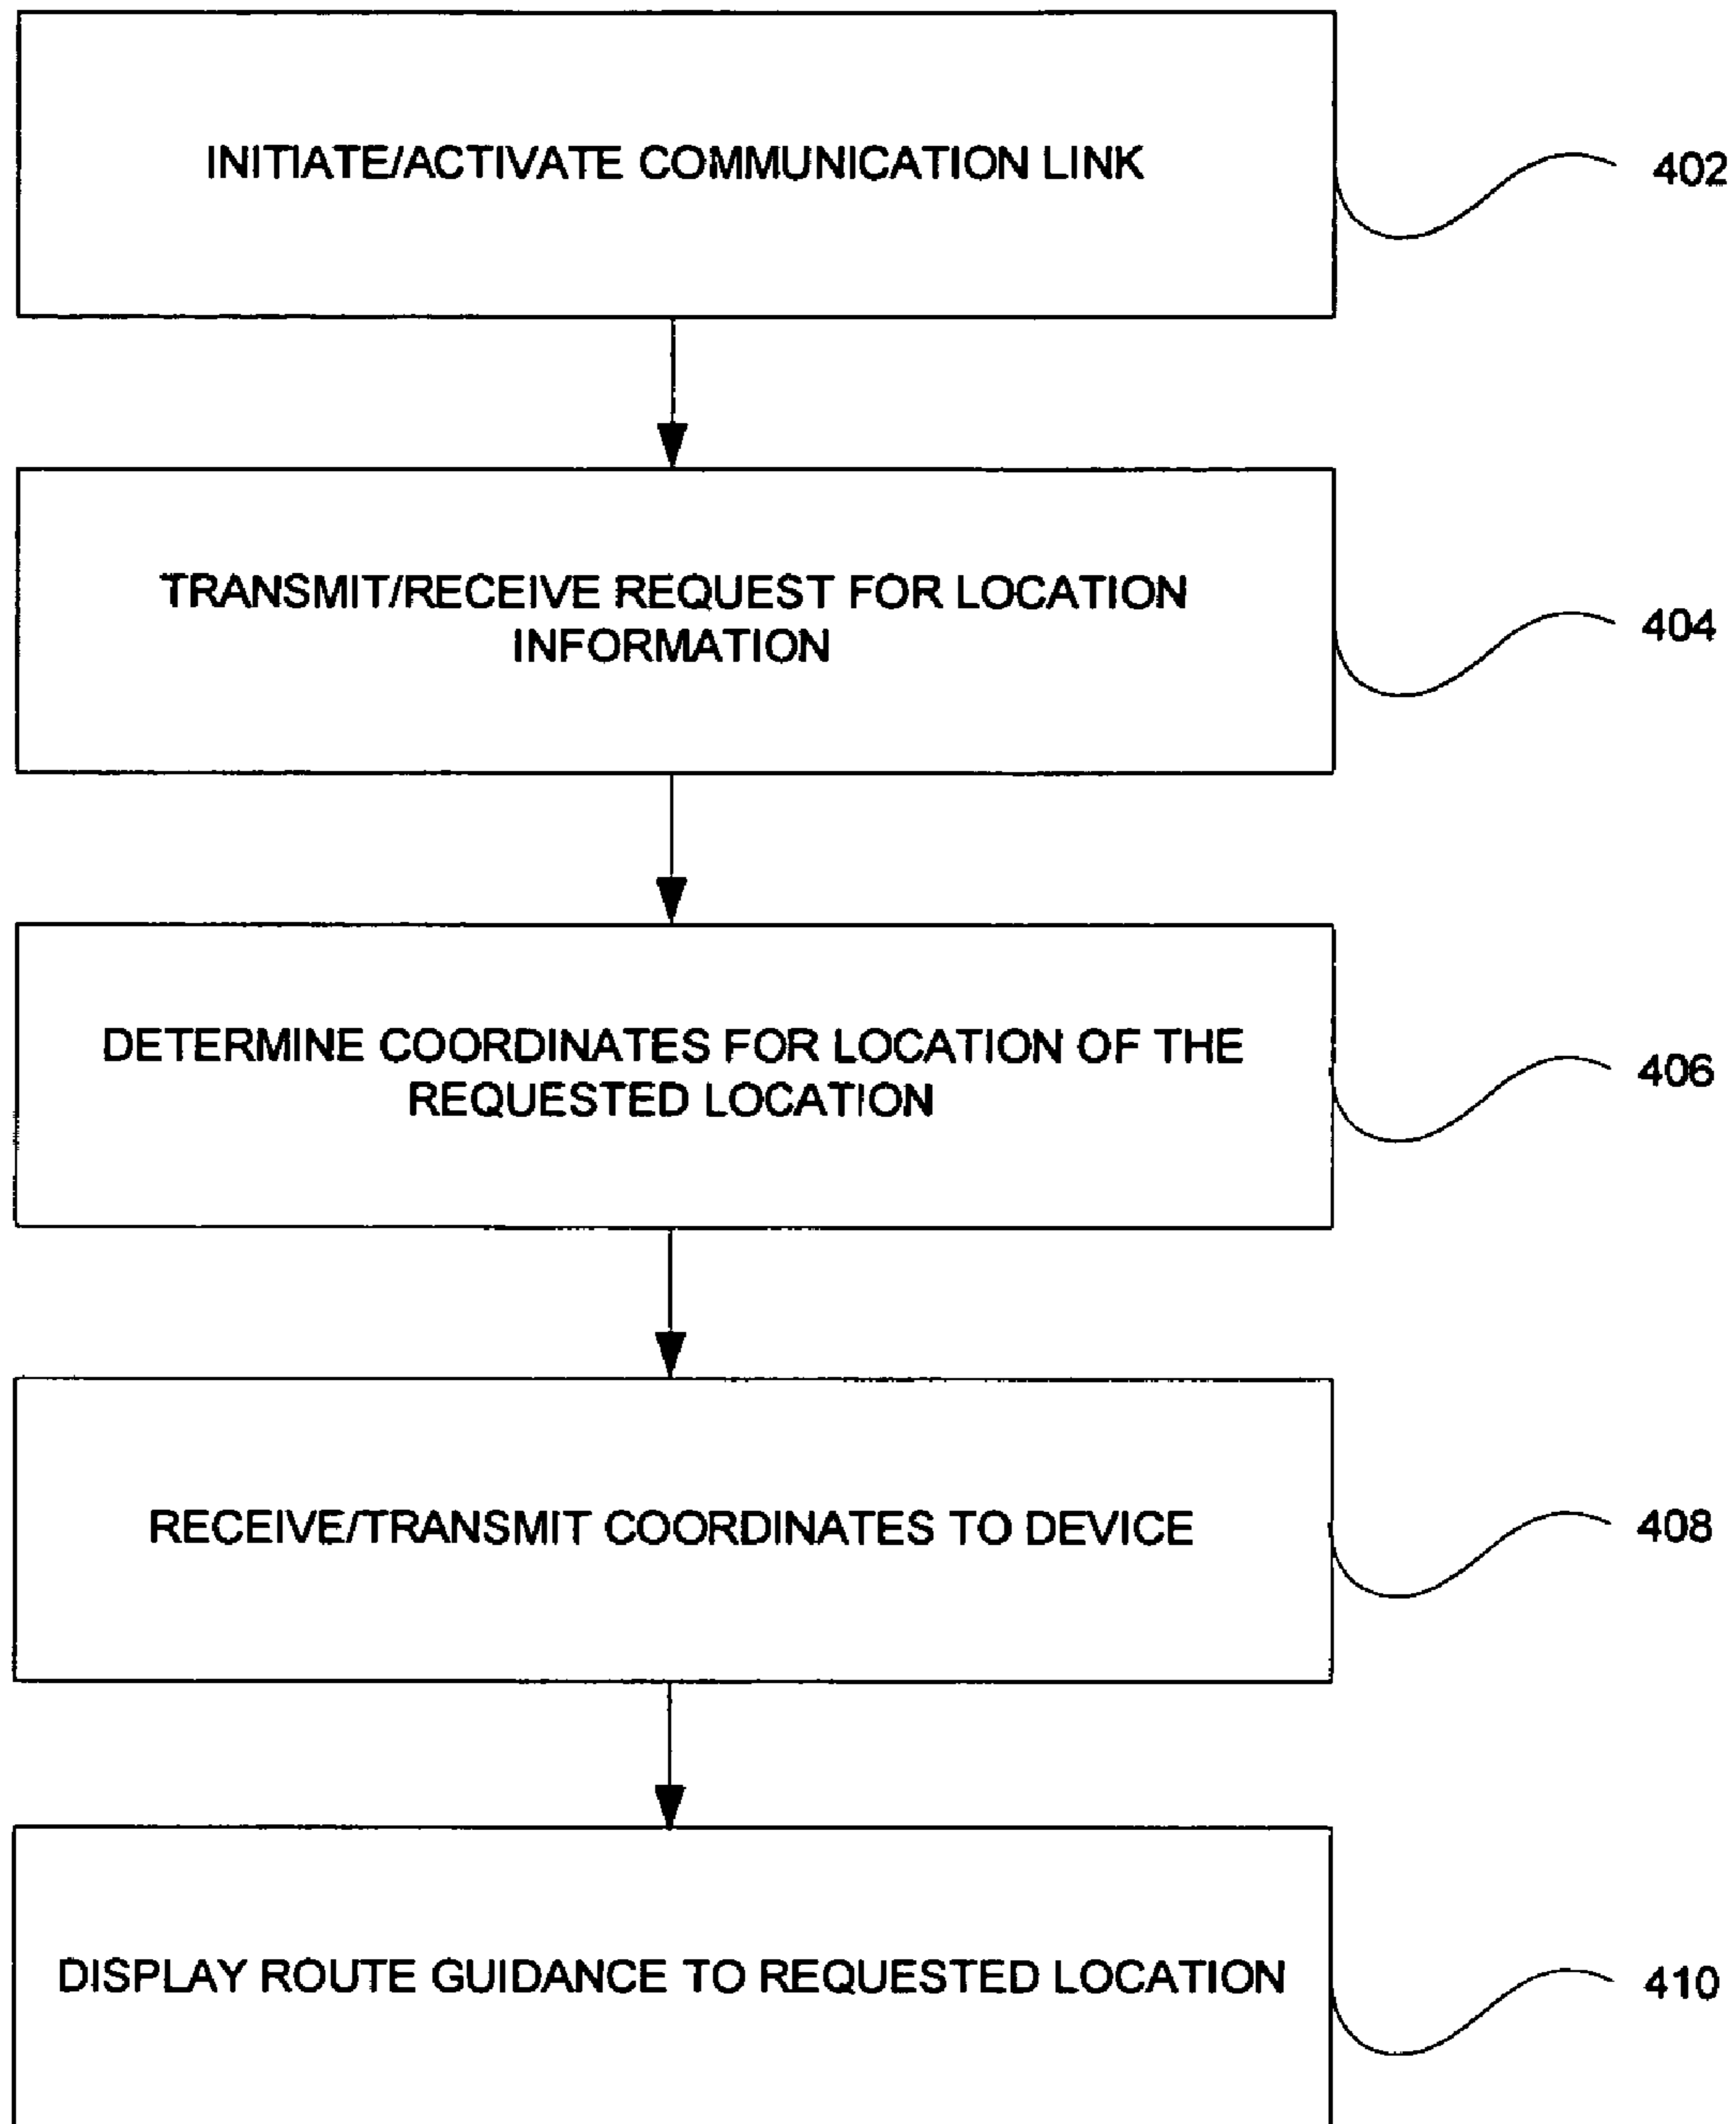 INITIATE/ACTIVATE COMMUNICATION LINK
402
TRANSMIT/RECEIVE REQUEST FOR LOCATION
INFORMATION
404
DETERMINE COORDINATES FOR LOCATION OF THE
REQUESTED LOCATION
406
RECEIVE/TRANSMIT COORDINATES TO DEVICE
408
DISPLAY ROUTE GUIDANCE TO REQUESTED LOCATION
410